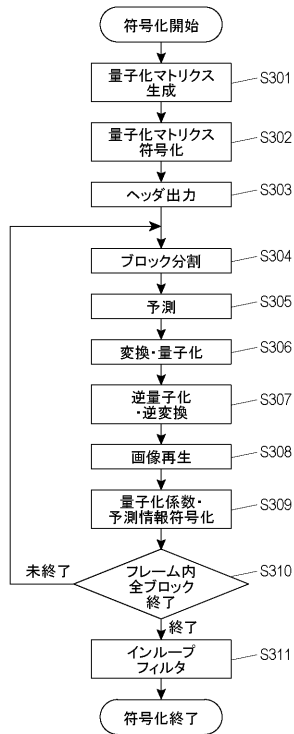 符号化開始
量子化マトリクス
生成
S301
量子化マトリクス
符号化
S302
ヘッダ出力
S303
ブロック分割
S304
予測
S305
変換・量子化
S306
逆量子化
・逆変換
S307
画像再生
S308
量子化係数・
予測情報符号化
S309
フレーム内
全ブロック
終了
S310
未終了
終了
インループ
フィルタ
S311
符号化終了